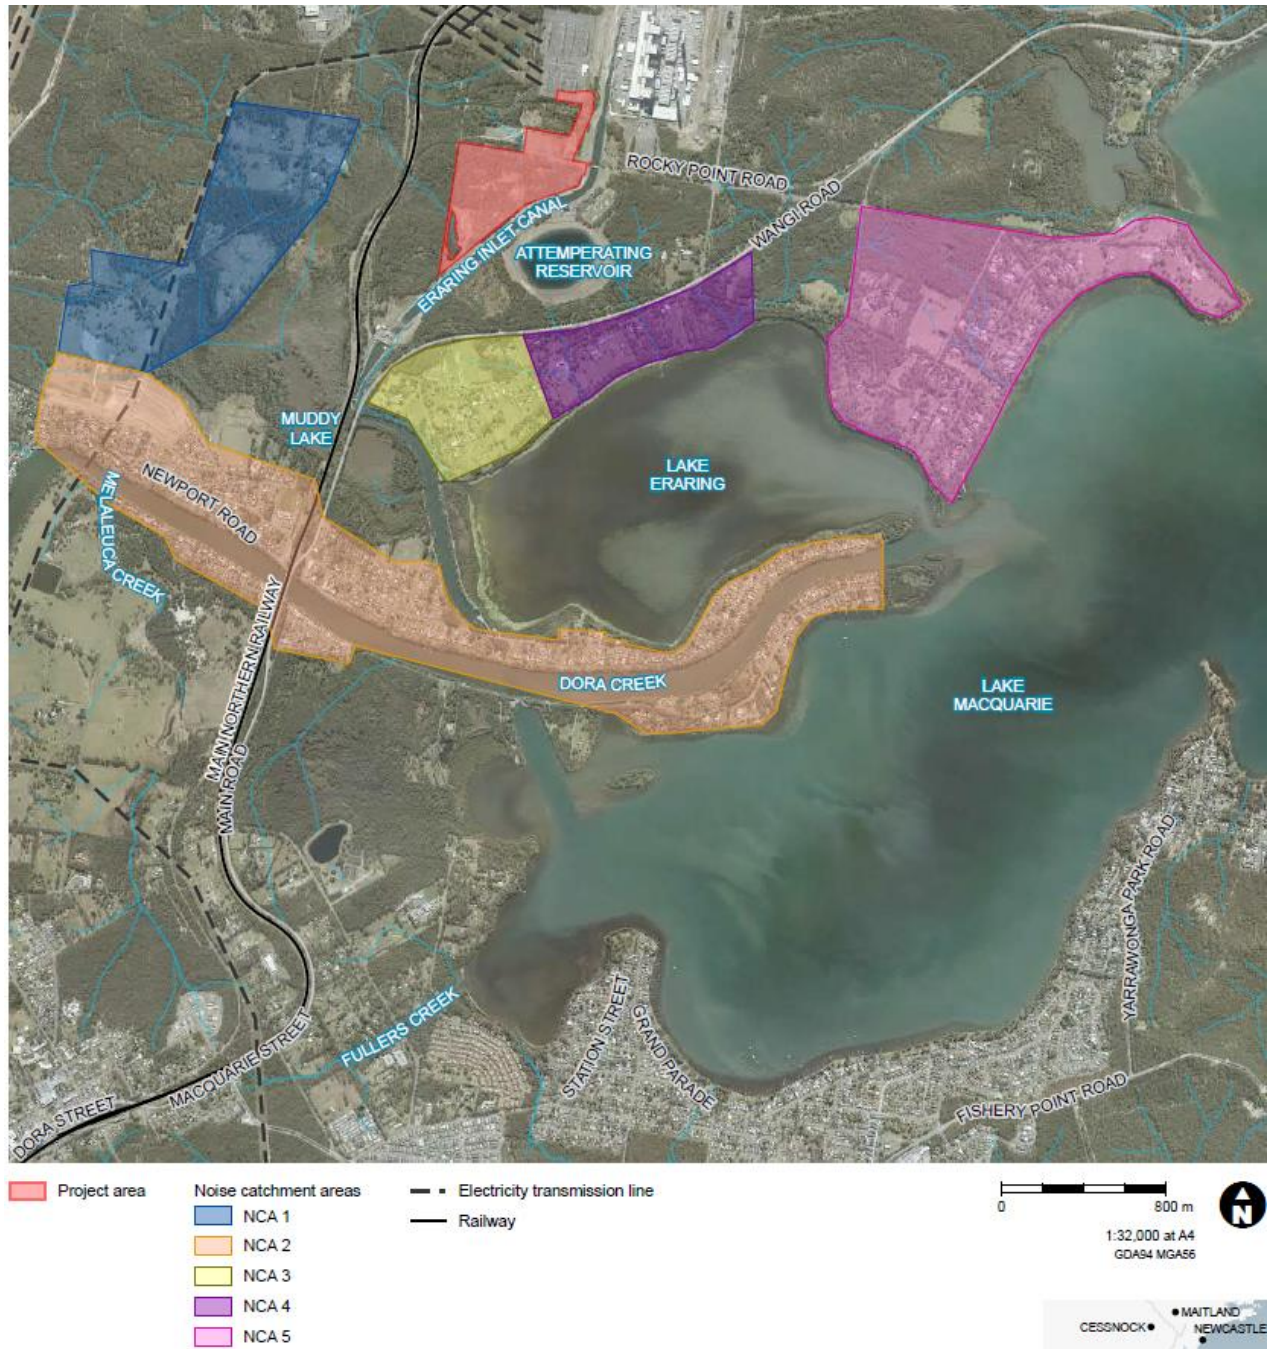 ROCKY POINT ROAD
WANGI ROAD
ERARING INLET CANAL
ATTEMPERATING
RESERVOIR
MUDDY
LAKE
LAKE
ERARING
NEWPORT ROAD
MELALEUCA CREEK
DORA CREEK
LAKE
MACQUARIE
MAIN NORTHERN RAILWAY
MAIN ROAD
YARRAWONGA PARK ROAD
FULLERS CREEK
STATION STREET
GRAND PARADE
MACQUARIE STREET
DORA STREET
FISHERY POINT ROAD
Project area
Noise catchment areas
NCA 1
NCA 2
NCA 3
NCA 4
NCA 5
Electricity transmission line
Railway
0
800 m
N
1:32,000 at A4
GDA94 MGA56
MAITLAND
CESSNOCK
NEWCASTLE